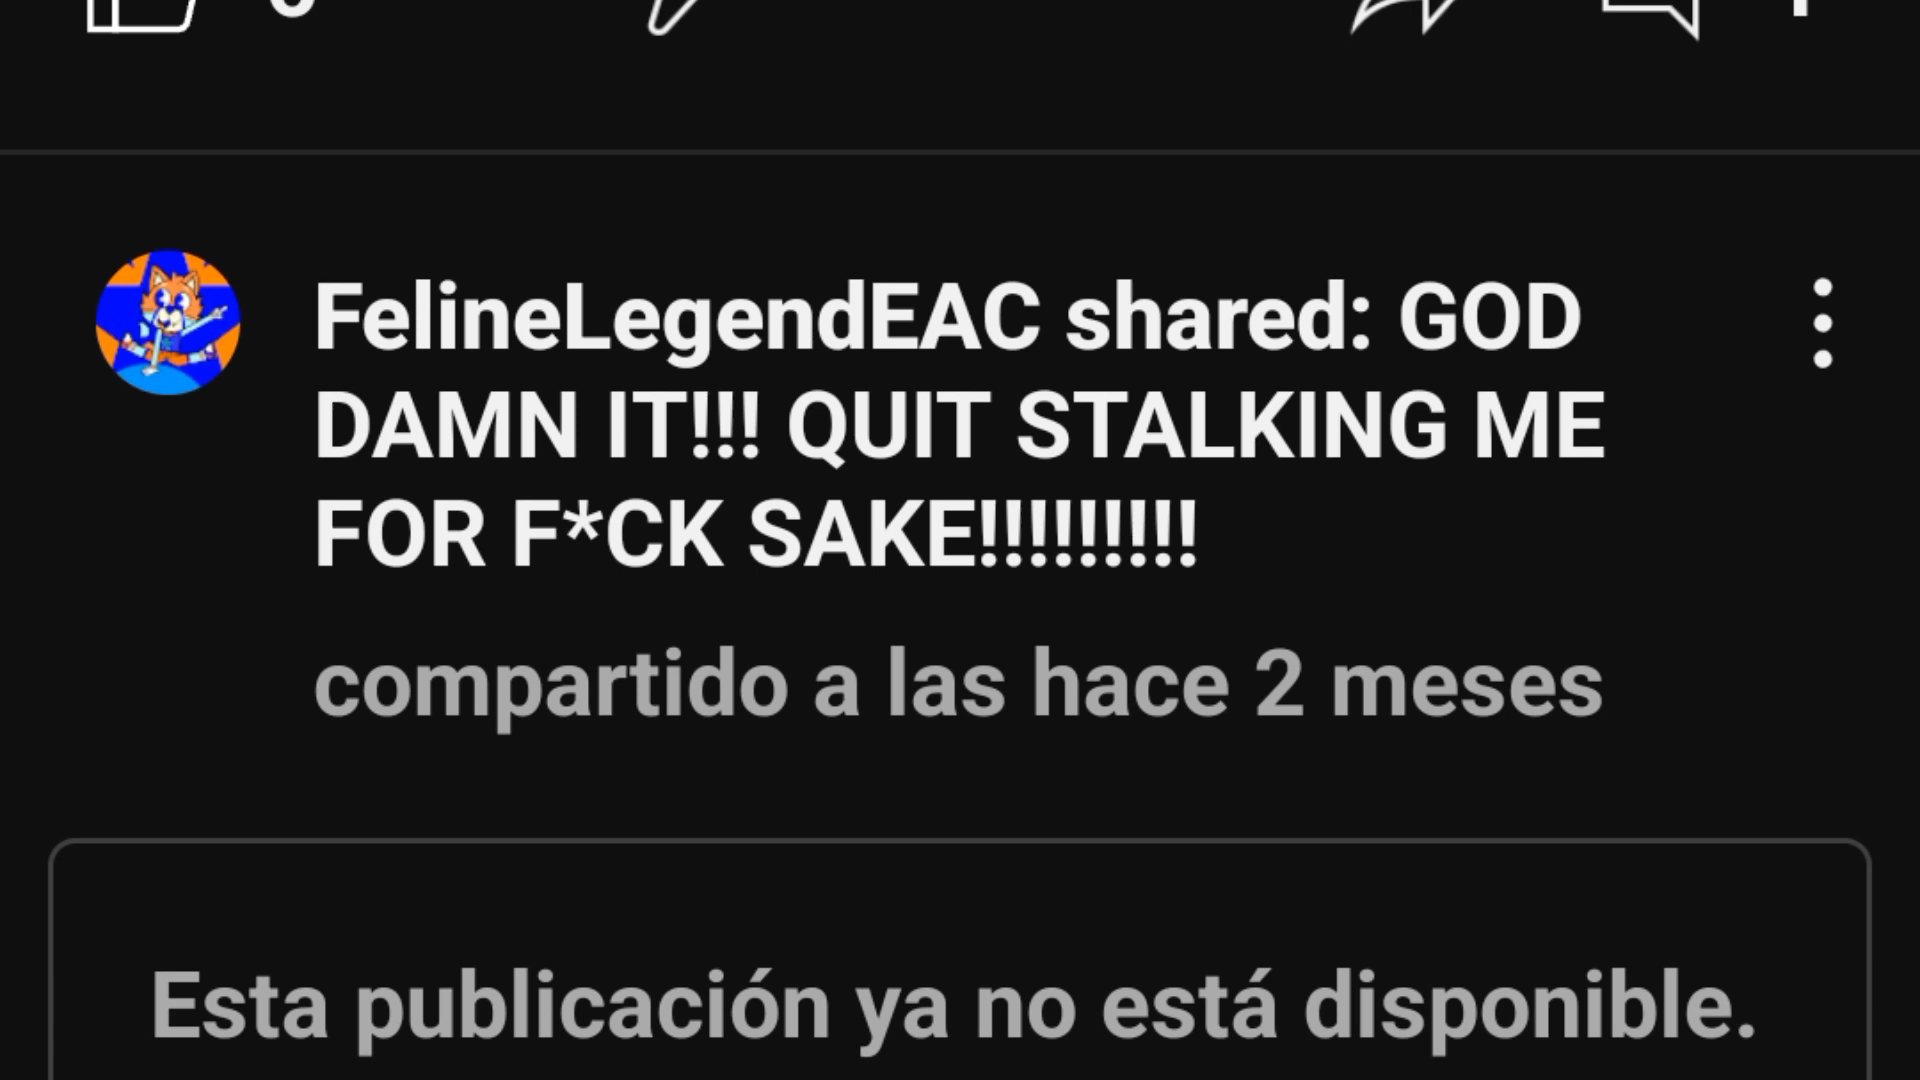 FelineLegendEAC shared: GOD
DAMN IT!!! QUIT STALKING ME
FOR F*CK SAKE!!!!!!!!!
compartido a las hace 2 meses
Esta publicación ya no está disponible.